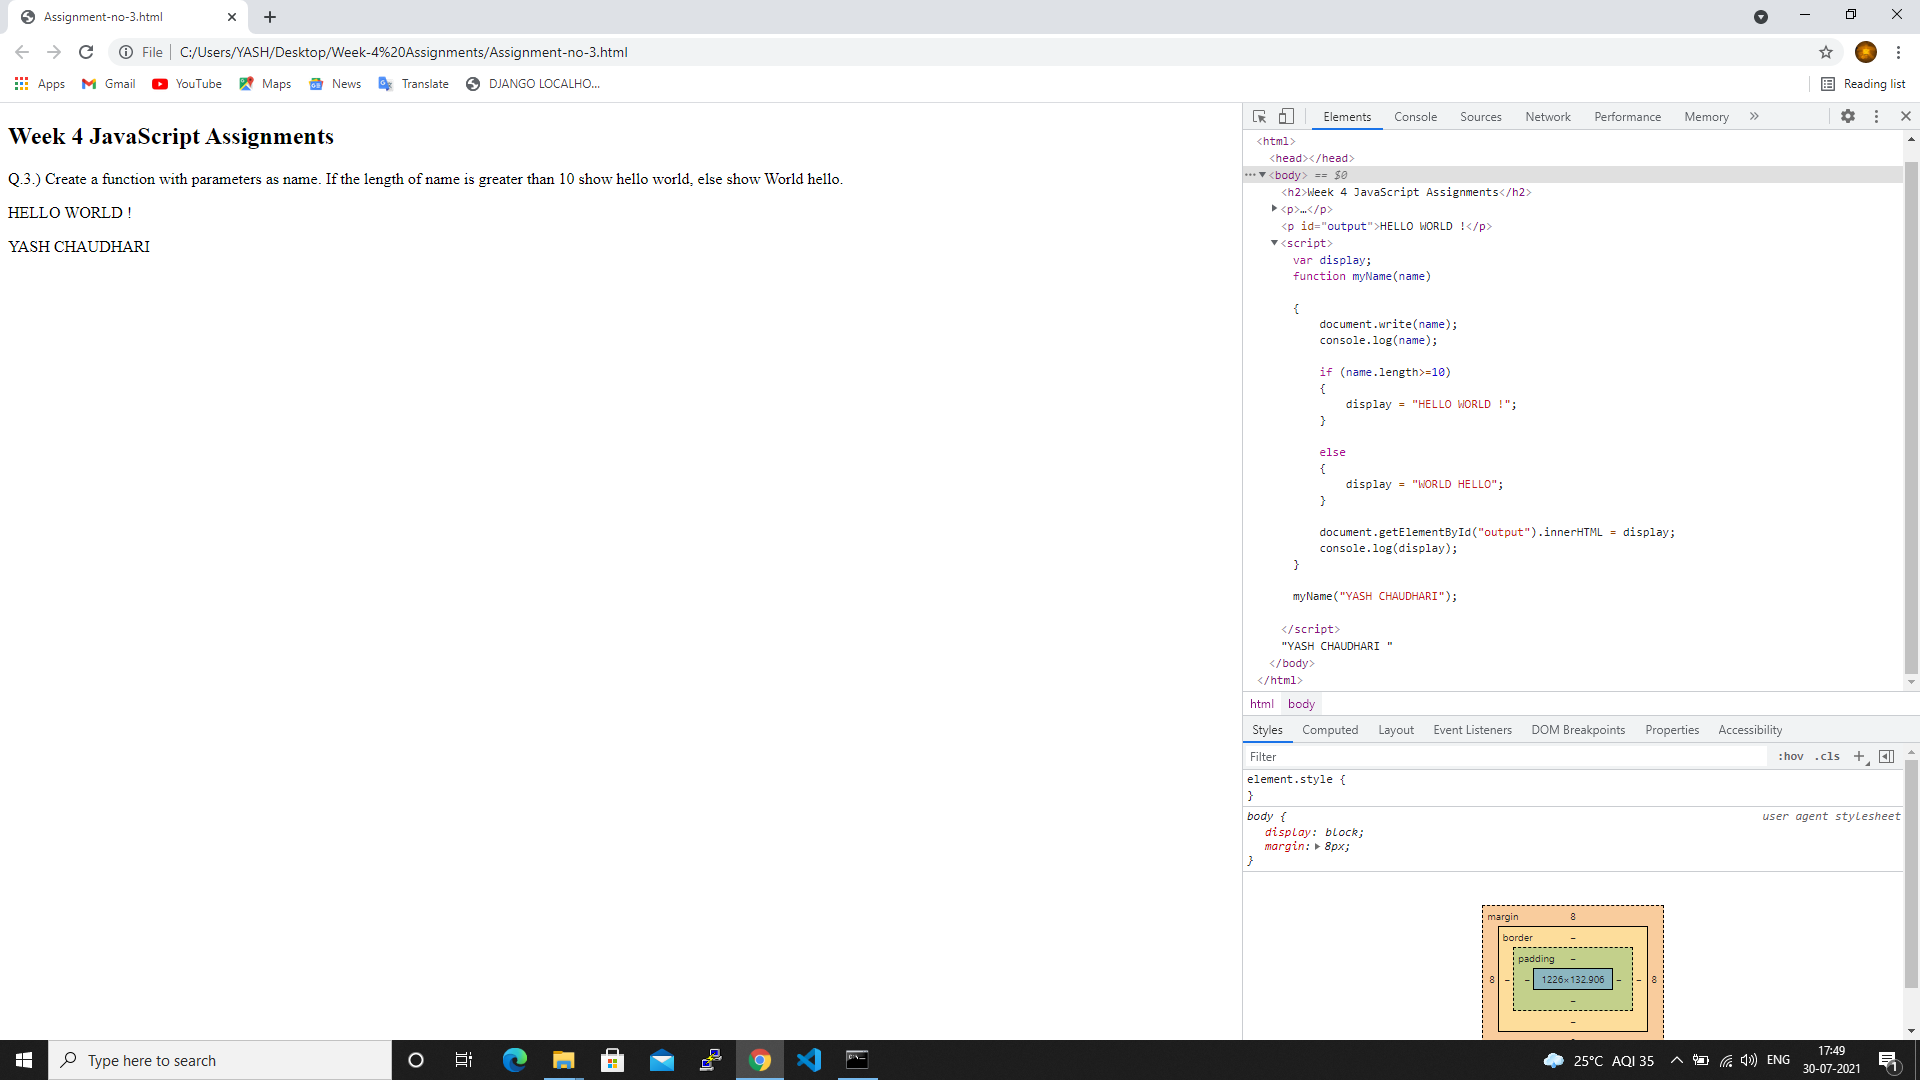 Assignment-no-3.html
File
C:/Users/YASH/Desktop/Week-4%20Assignments/Assignment-no-3.html
Apps Gmail YouTube Maps News Translate DJANGO LOCALHO... Reading list
Week 4 JavaScript Assignments
Q.3.) Create a function with parameters as name. If the length of name is greater than 10 show hello world, else show World hello.
HELLO WORLD !
YASH CHAUDHARI
Elements Console Sources Network Performance Memory »
<html>
<head></head>
<body> == $0
<h2>Week 4 JavaScript Assignments</h2>
<p>…</p>
<p id="output">HELLO WORLD !</p>
<script>
var display;
function myName(name)
{
document.write(name);
console.log(name);
if (name.length>=10)
{
display = "HELLO WORLD !";
}
else
{
display = "WORLD HELLO";
}
document.getElementById("output").innerHTML = display;
console.log(display);
}
myName("YASH CHAUDHARI");
</script>
"YASH CHAUDHARI "
</body>
</html>
html body
Styles Computed Layout Event Listeners DOM Breakpoints Properties Accessibility
Filter :hov .cls +
element.style {
}
body { user agent stylesheet
display: block;
margin: 8px;
}
margin 8
border –
padding –
8 – – 1226×132.906 – – 8
–
–
Type here to search
25°C AQI 35 ENG 17:49
30-07-2021 1